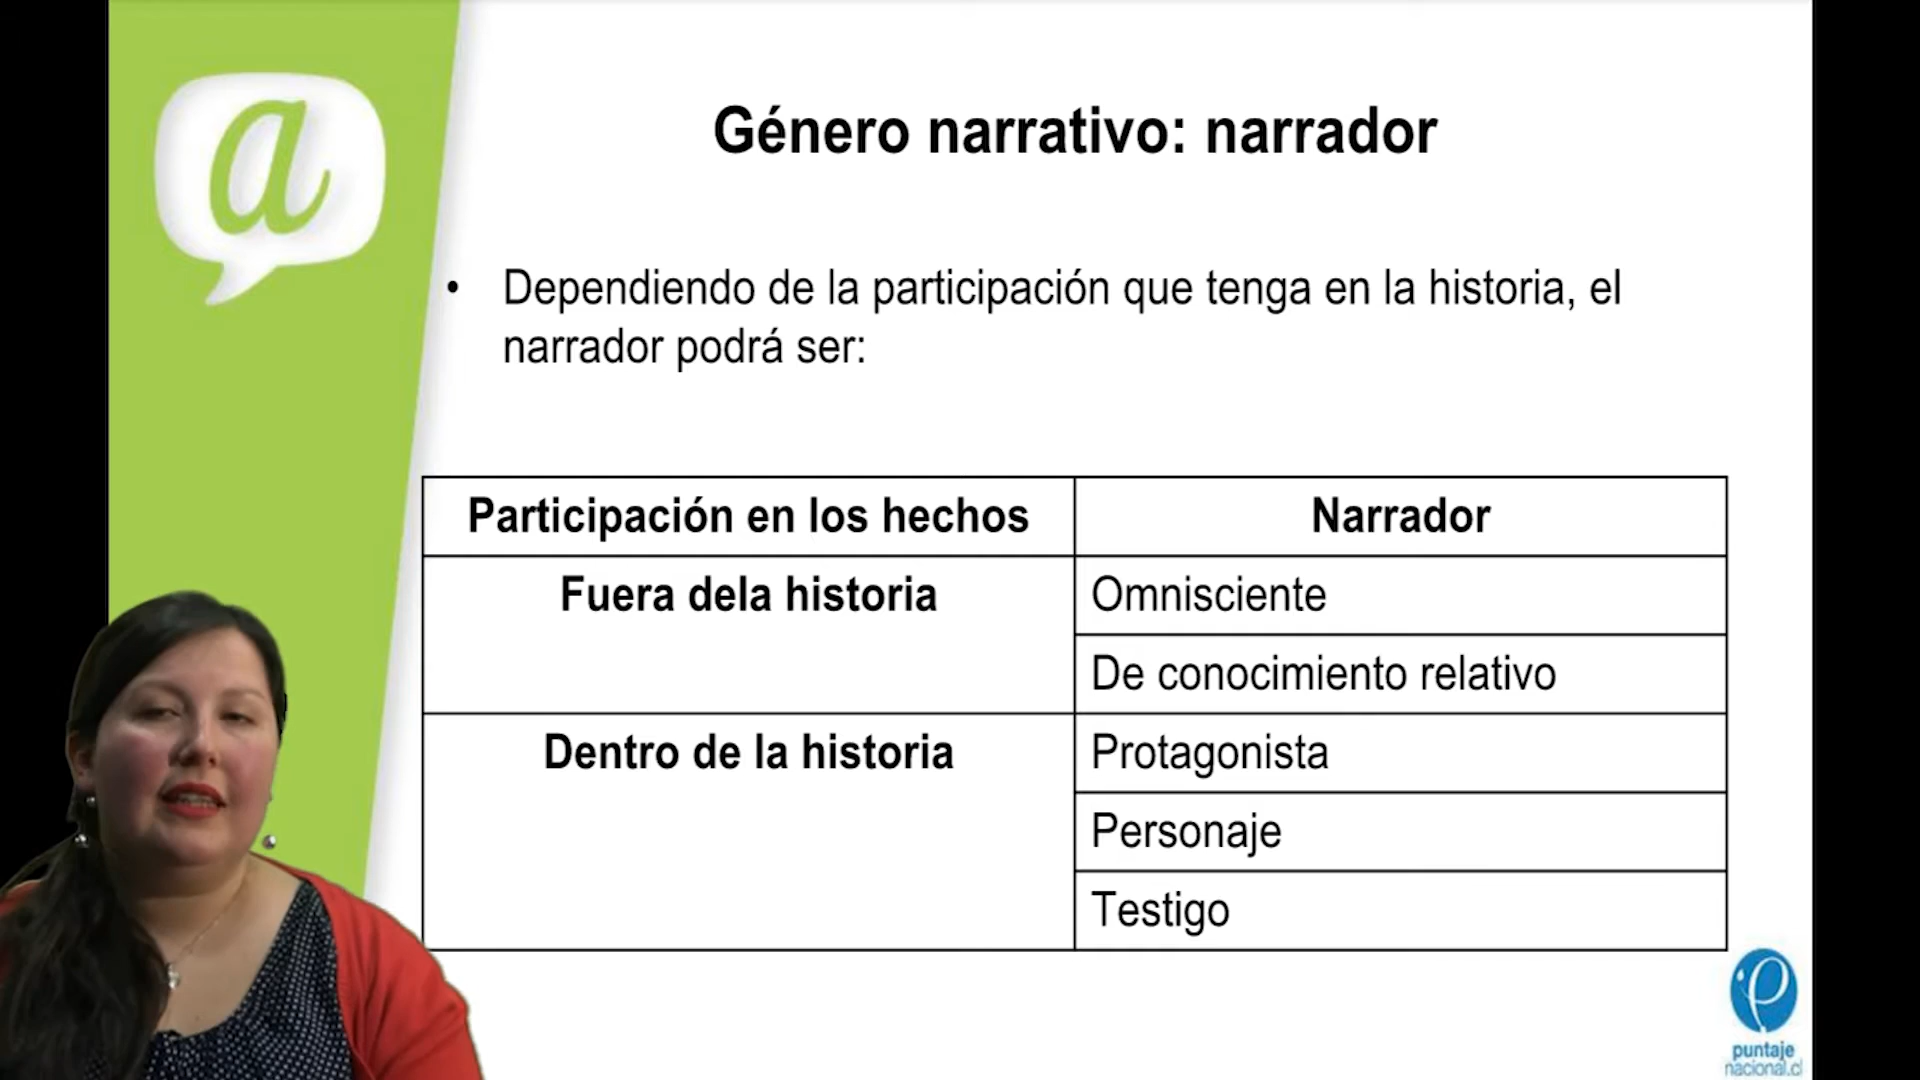 a
Género narrativo: narrador
• Dependiendo de la participación que tenga en la historia, el
narrador podrá ser:
Participación en los hechos
Narrador
Fuera dela historia
Omnisciente
De conocimiento relativo
Dentro de la historia
Protagonista
Personaje
Testigo
puntaje
nacional.cl